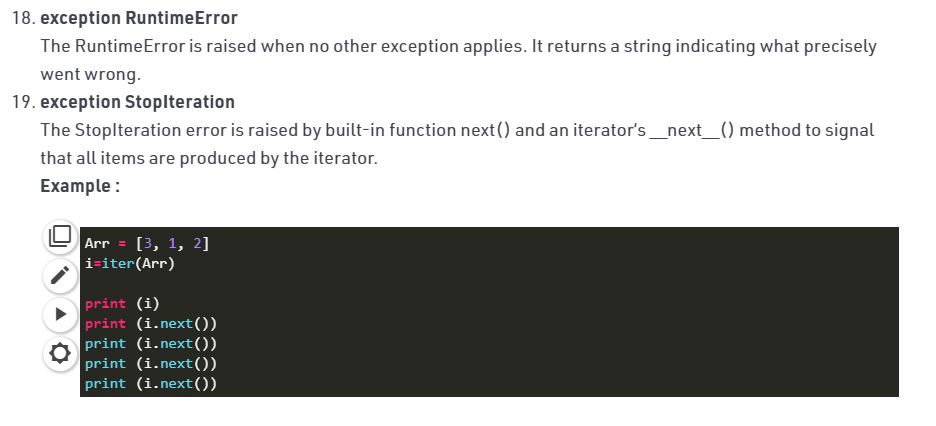 18. exception RuntimeError
The RuntimeError is raised when no other exception applies. It returns a string indicating what precisely
went wrong.
19. exception StopIteration
The StopIteration error is raised by built-in function next() and an iterator's __next__() method to signal
that all items are produced by the iterator.
Example :
Arr = [3, 1, 2]
i=iter(Arr)
print (i)
print (i.next())
print (i.next())
print (i.next())
print (i.next())